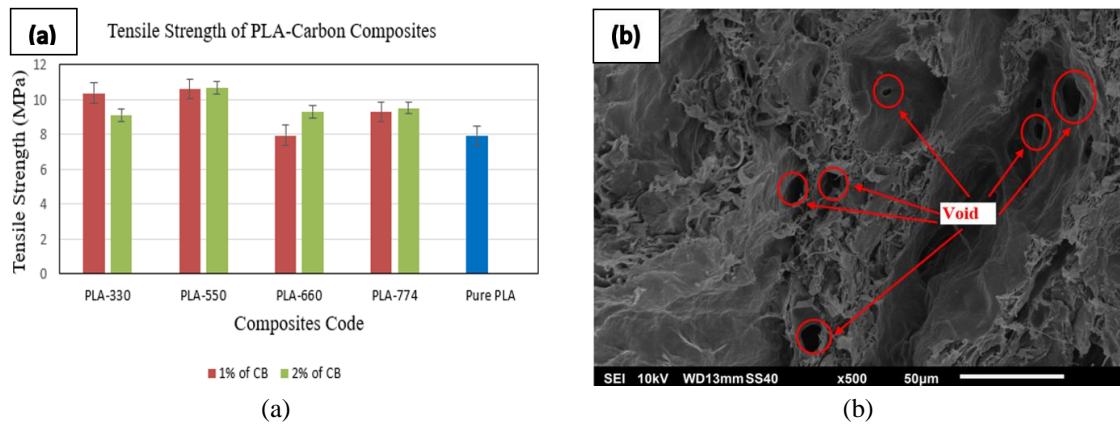 (a)
Tensile Strength of PLA-Carbon Composites
Tensile Strength (MPa)
12
10
8
6
4
2
0
PLA-330 PLA-550 PLA-660 PLA-774 Pure PLA
Composites Code
1% of CB 2% of CB
(a)
(b)
Void
SEI 10kV WD13mm SS40 x500 50µm
(b)